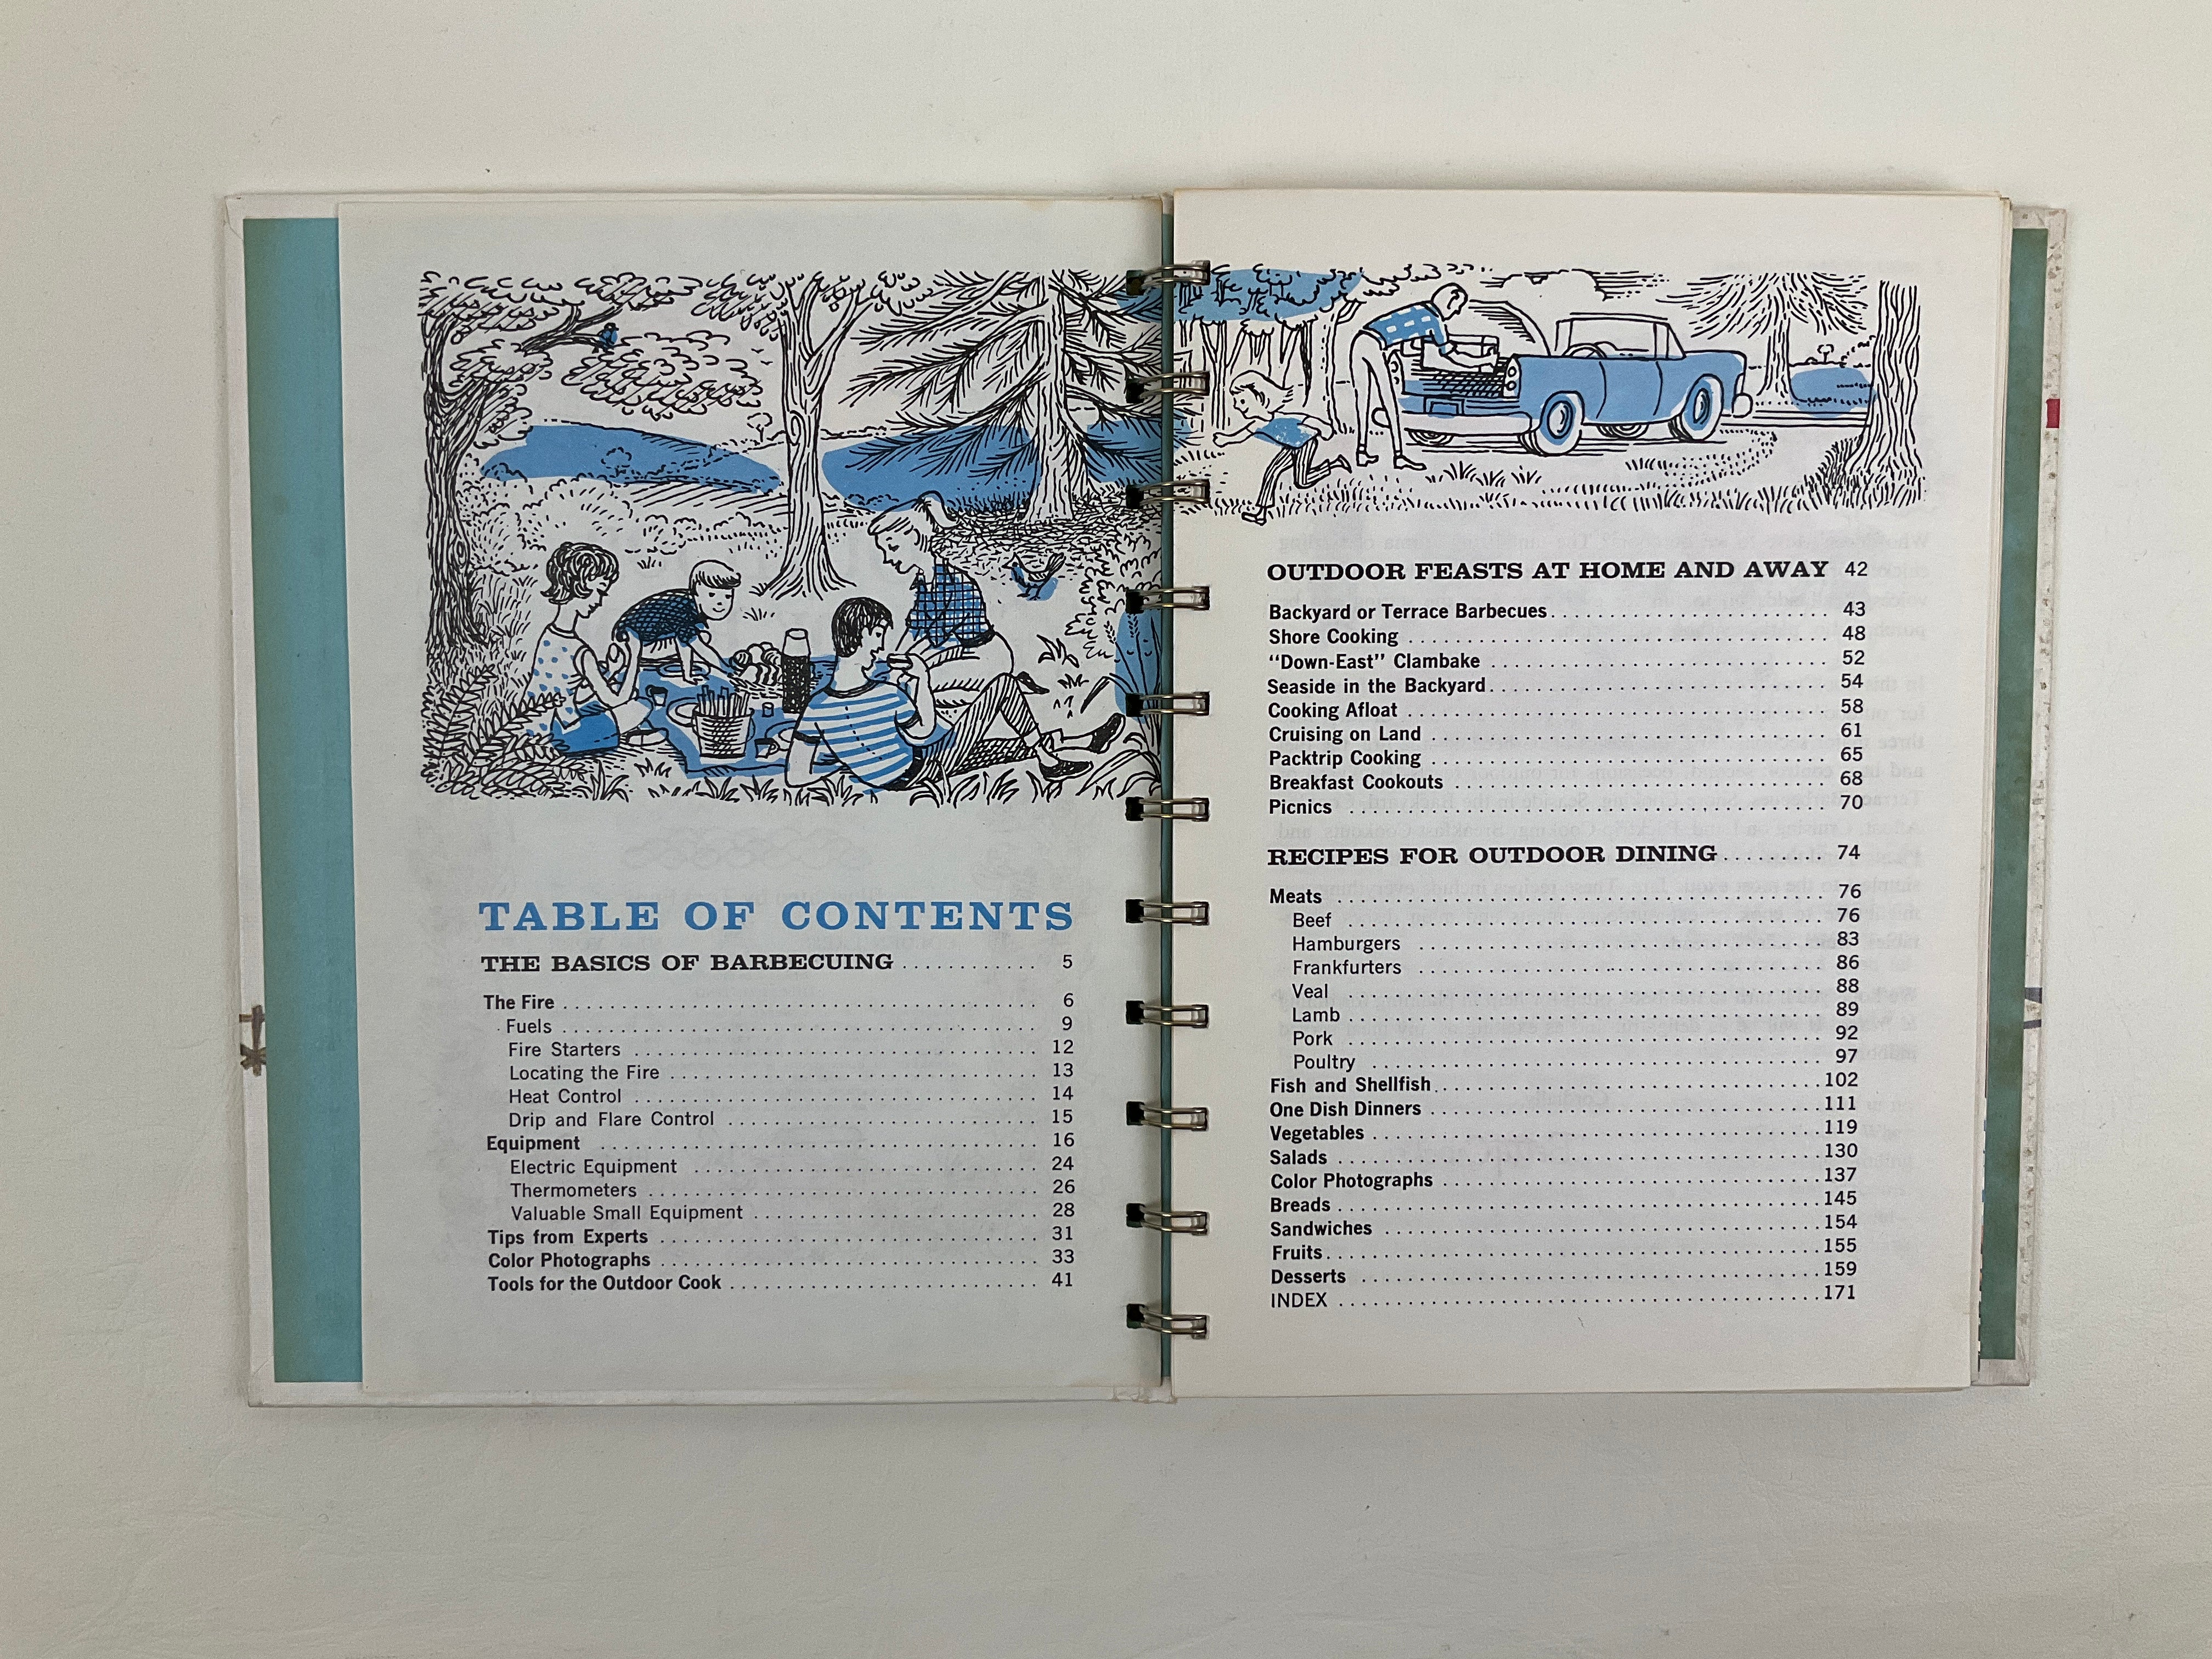 TABLE OF CONTENTS
THE BASICS OF BARBECUING ............ 5
The Fire ............ 6
Fuels ............ 9
Fire Starters ............ 12
Locating the Fire ............ 13
Heat Control ............ 14
Drip and Flare Control ............ 15
Equipment ............ 16
Electric Equipment ............ 24
Thermometers ............ 26
Valuable Small Equipment ............ 28
Tips from Experts ............ 31
Color Photographs ............ 33
Tools for the Outdoor Cook ............ 41
OUTDOOR FEASTS AT HOME AND AWAY 42
Backyard or Terrace Barbecues ............ 43
Shore Cooking ............ 48
“Down-East” Clambake ............ 52
Seaside in the Backyard ............ 54
Cooking Afloat ............ 58
Cruising on Land ............ 61
Packtrip Cooking ............ 65
Breakfast Cookouts ............ 68
Picnics ............ 70
RECIPES FOR OUTDOOR DINING ......... 74
Meats ............ 76
Beef ............ 76
Hamburgers ............ 83
Frankfurters ............ 86
Veal ............ 88
Lamb ............ 89
Pork ............ 92
Poultry ............ 97
Fish and Shellfish ............ 102
One Dish Dinners ............ 111
Vegetables ............ 119
Salads ............ 130
Color Photographs ............ 137
Breads ............ 145
Sandwiches ............ 154
Fruits ............ 155
Desserts ............ 159
INDEX ............ 171